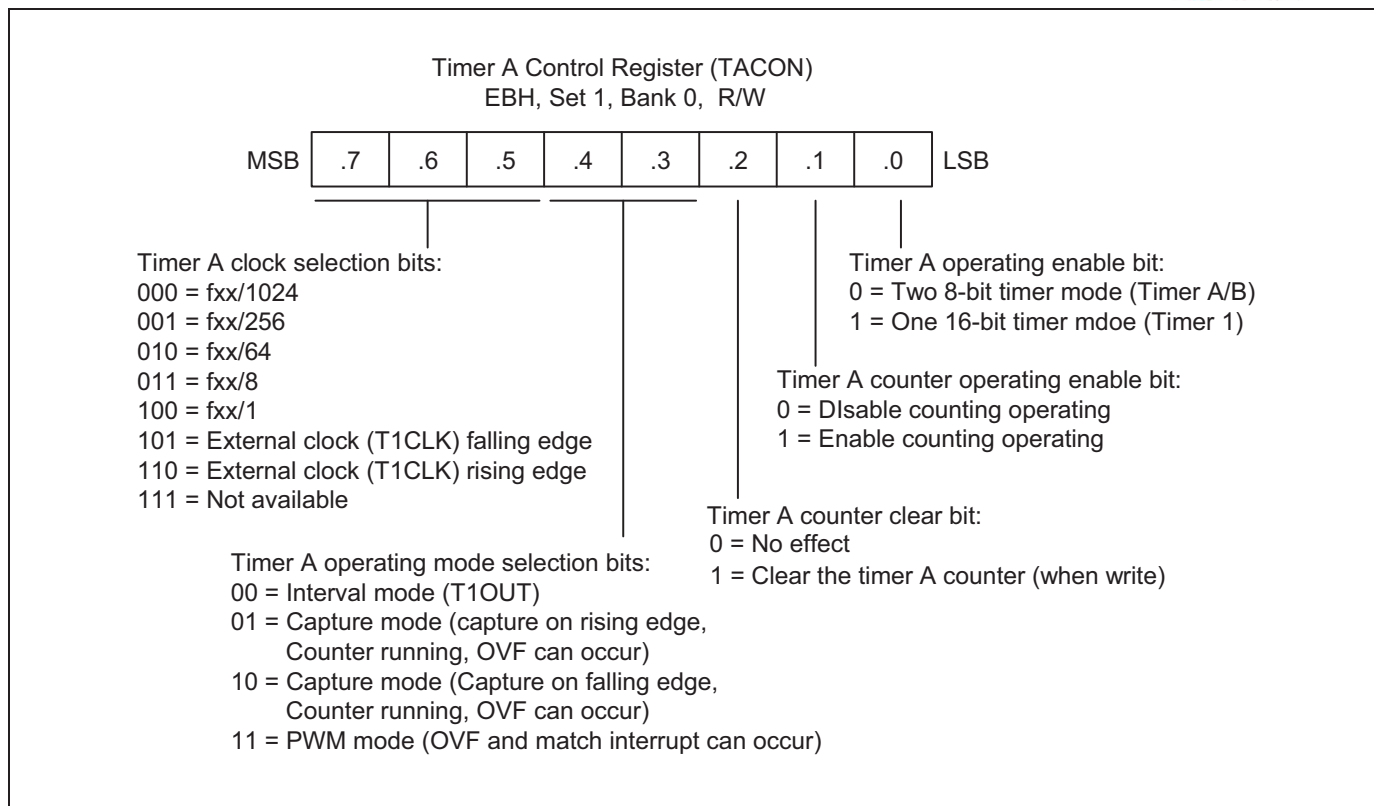 Timer A Control Register (TACON)
EBH, Set 1, Bank 0, R/W
MSB .7 .6 .5 .4 .3 .2 .1 .0 LSB
Timer A clock selection bits:
000 = fxx/1024
001 = fxx/256
010 = fxx/64
011 = fxx/8
100 = fxx/1
101 = External clock (T1CLK) falling edge
110 = External clock (T1CLK) rising edge
111 = Not available
Timer A operating mode selection bits:
00 = Interval mode (T1OUT)
01 = Capture mode (capture on rising edge,
Counter running, OVF can occur)
10 = Capture mode (Capture on falling edge,
Counter running, OVF can occur)
11 = PWM mode (OVF and match interrupt can occur)
Timer A operating enable bit:
0 = Two 8-bit timer mode (Timer A/B)
1 = One 16-bit timer mdoe (Timer 1)
Timer A counter operating enable bit:
0 = DIsable counting operating
1 = Enable counting operating
Timer A counter clear bit:
0 = No effect
1 = Clear the timer A counter (when write)